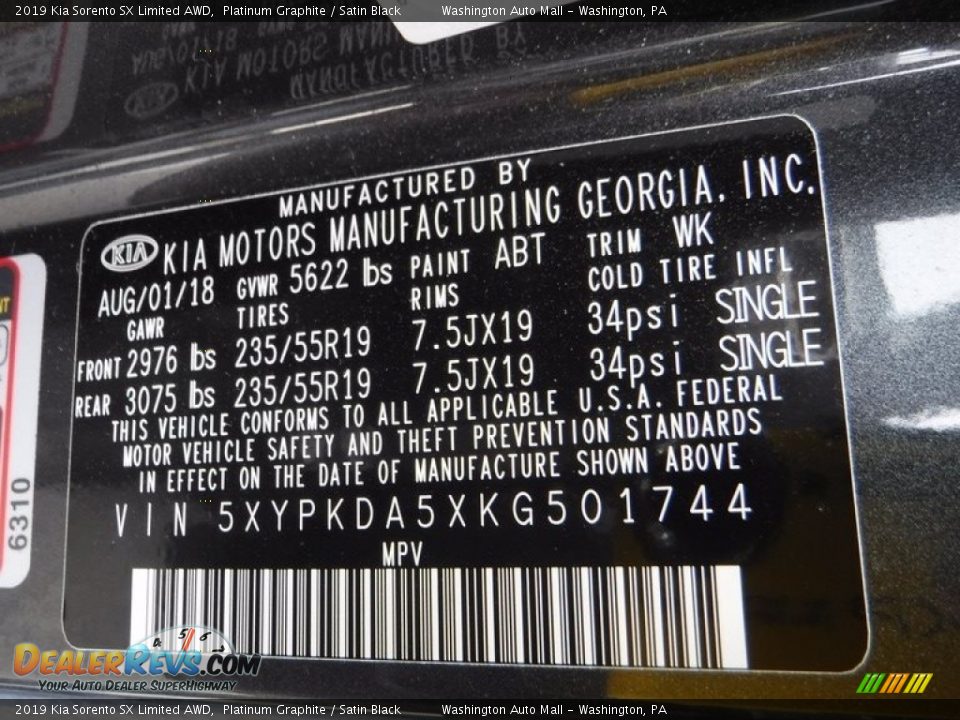 2019 Kia Sorento SX Limited AWD, Platinum Graphite / Satin Black Washington Auto Mall - Washington, PA
MANUFACTURED BY
KIA KIA MOTORS MANUFACTURING GEORGIA, INC.
AUG/01/18 GVWR 5622 lbs PAINT ABT TRIM WK
GAWR TIRES RIMS COLD TIRE INFL
FRONT 2976 lbs 235/55R19 7.5JX19 34psi SINGLE
REAR 3075 lbs 235/55R19 7.5JX19 34psi SINGLE
THIS VEHICLE CONFORMS TO ALL APPLICABLE U.S.A. FEDERAL
MOTOR VEHICLE SAFETY AND THEFT PREVENTION STANDARDS
IN EFFECT ON THE DATE OF MANUFACTURE SHOWN ABOVE
VIN 5XYPKDA5XKG501744
MPV
6310
4 5 6
DEALERREVS.COM
YOUR AUTO DEALER SUPERHIGHWAY
2019 Kia Sorento SX Limited AWD, Platinum Graphite / Satin Black Washington Auto Mall - Washington, PA